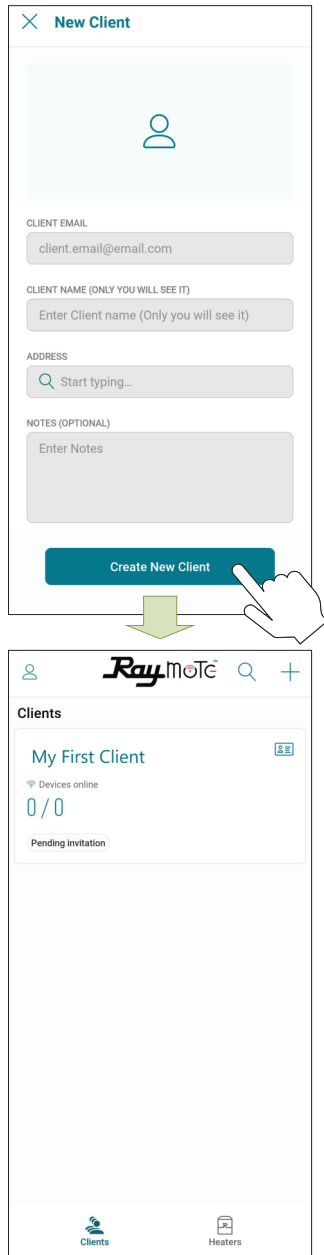 New Client
CLIENT EMAIL
client.email@email.com
CLIENT NAME (ONLY YOU WILL SEE IT)
Enter Client name (Only you will see it)
ADDRESS
Start typing...
NOTES (OPTIONAL)
Enter Notes
Create New Client
Raymote
Clients
My First Client
Devices online
0 / 0
Pending invitation
Clients
Heaters